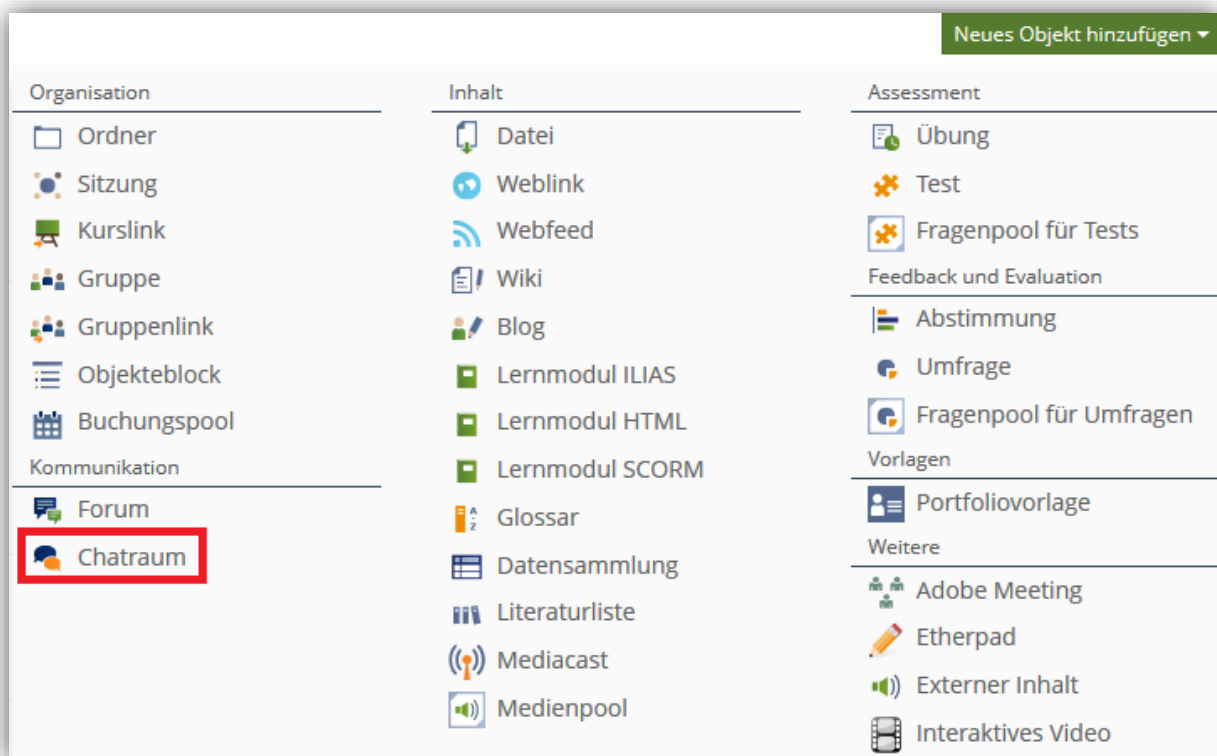 Neues Objekt hinzufügen
Organisation
Ordner
Sitzung
Kurslink
Gruppe
Gruppenlink
Objekteblock
Buchungspool
Kommunikation
Forum
Chatraum
Inhalt
Datei
Weblink
Webfeed
Wiki
Blog
Lernmodul ILIAS
Lernmodul HTML
Lernmodul SCORM
Glossar
Datensammlung
Literaturliste
Mediacast
Medienpool
Assessment
Übung
Test
Fragenpool für Tests
Feedback und Evaluation
Abstimmung
Umfrage
Fragenpool für Umfragen
Vorlagen
Portfoliovorlage
Weitere
Adobe Meeting
Etherpad
Externer Inhalt
Interaktives Video